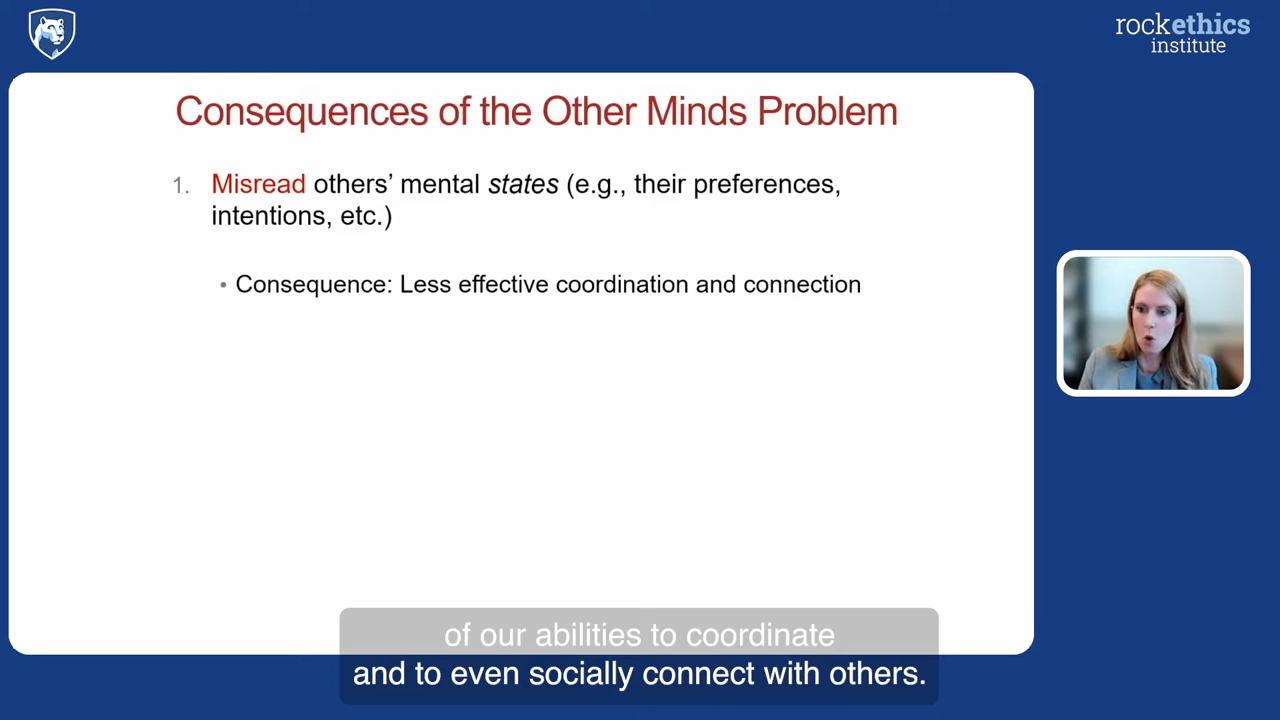 rockethics
institute
Consequences of the Other Minds Problem
1. Misread others’ mental states (e.g., their preferences,
intentions, etc.)
• Consequence: Less effective coordination and connection
of our abilities to coordinate
and to even socially connect with others.